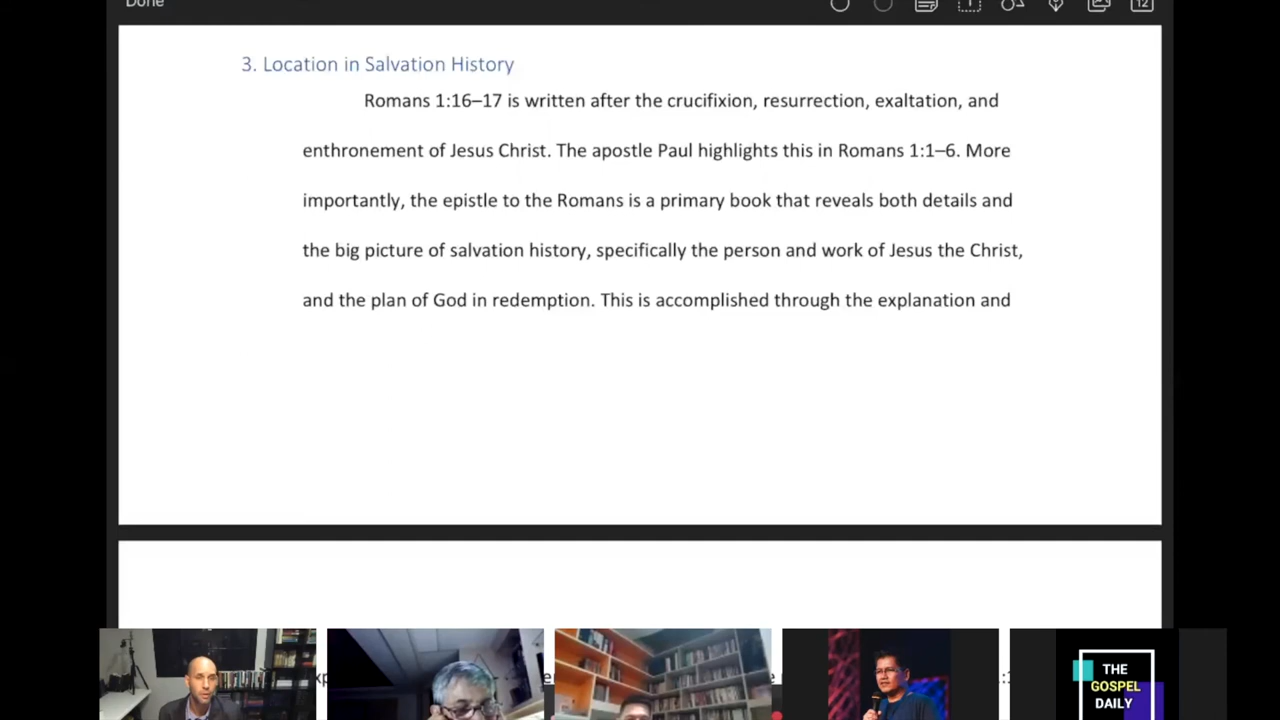 Done
12
3. Location in Salvation History
Romans 1:16–17 is written after the crucifixion, resurrection, exaltation, and
enthronement of Jesus Christ. The apostle Paul highlights this in Romans 1:1–6. More
importantly, the epistle to the Romans is a primary book that reveals both details and
the big picture of salvation history, specifically the person and work of Jesus the Christ,
and the plan of God in redemption. This is accomplished through the explanation and
THE
GOSPEL
DAILY